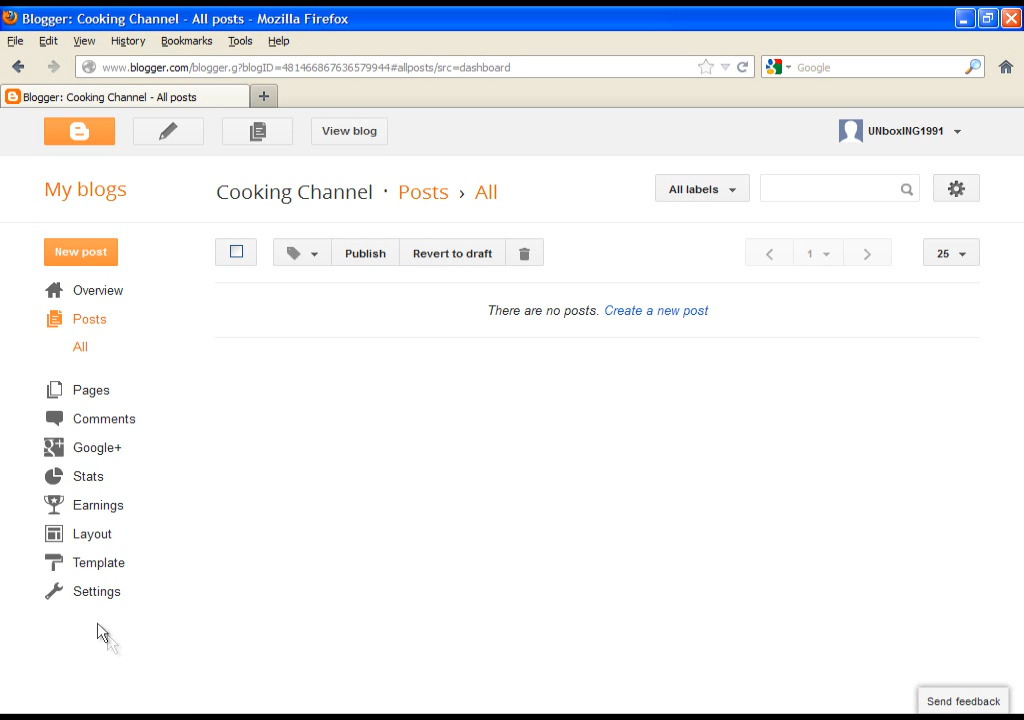 Blogger: Cooking Channel - All posts - Mozilla Firefox
File Edit View History Bookmarks Tools Help
www.blogger.com/blogger.g?blogID=481466867636579944#allposts/src=dashboard
Google
Blogger: Cooking Channel - All posts
View blog
UNboxING1991
My blogs
Cooking Channel · Posts › All
All labels
New post
Publish
Revert to draft
1
25
Overview
There are no posts. Create a new post
Posts
All
Pages
Comments
Google+
Stats
Earnings
Layout
Template
Settings
Send feedback